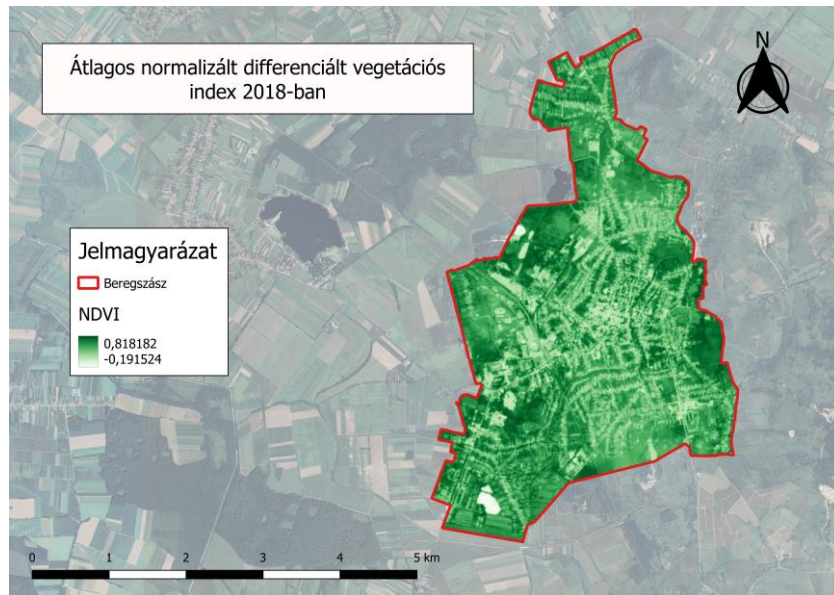 Átlagos normalizált differenciált vegetációs
index 2018-ban
N
Jelmagyarázat
Beregszász
NDVI
0,818182
-0,191524
0 1 2 3 4 5 km